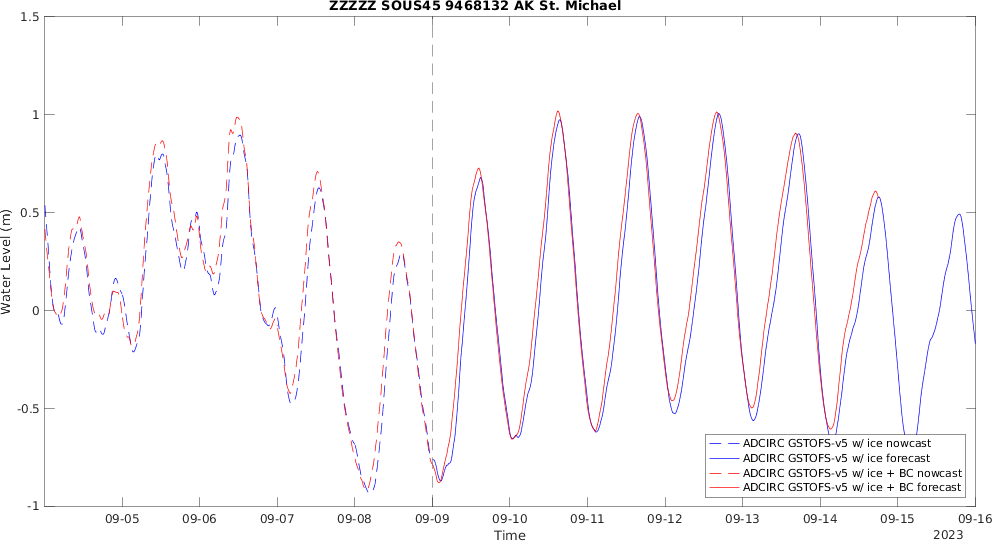 ZZZZZ SOUS45 9468132 AK St. Michael
1.5
1
0.5
0
-0.5
-1
Water Level (m)
09-05 09-06 09-07 09-08 09-09 09-10 09-11 09-12 09-13 09-14 09-15 09-16
Time
2023
ADCIRC GSTOFS-v5 w/ ice nowcast
ADCIRC GSTOFS-v5 w/ ice forecast
ADCIRC GSTOFS-v5 w/ ice + BC nowcast
ADCIRC GSTOFS-v5 w/ ice + BC forecast